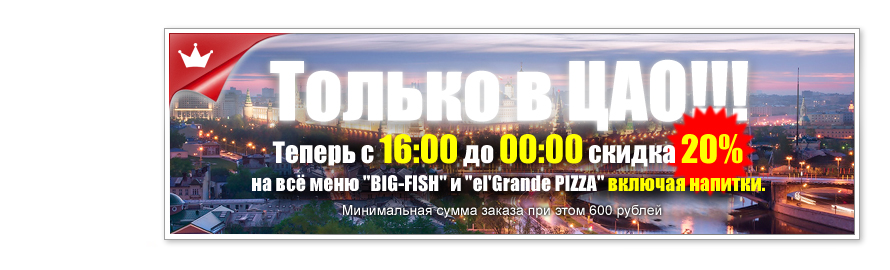 Только в ЦАО!!!
Теперь с 16:00 до 00:00 скидка 20%
на всё меню "BIG-FISH" и "el'Grande PIZZA" включая напитки.
Минимальная сумма заказа при этом 600 рублей